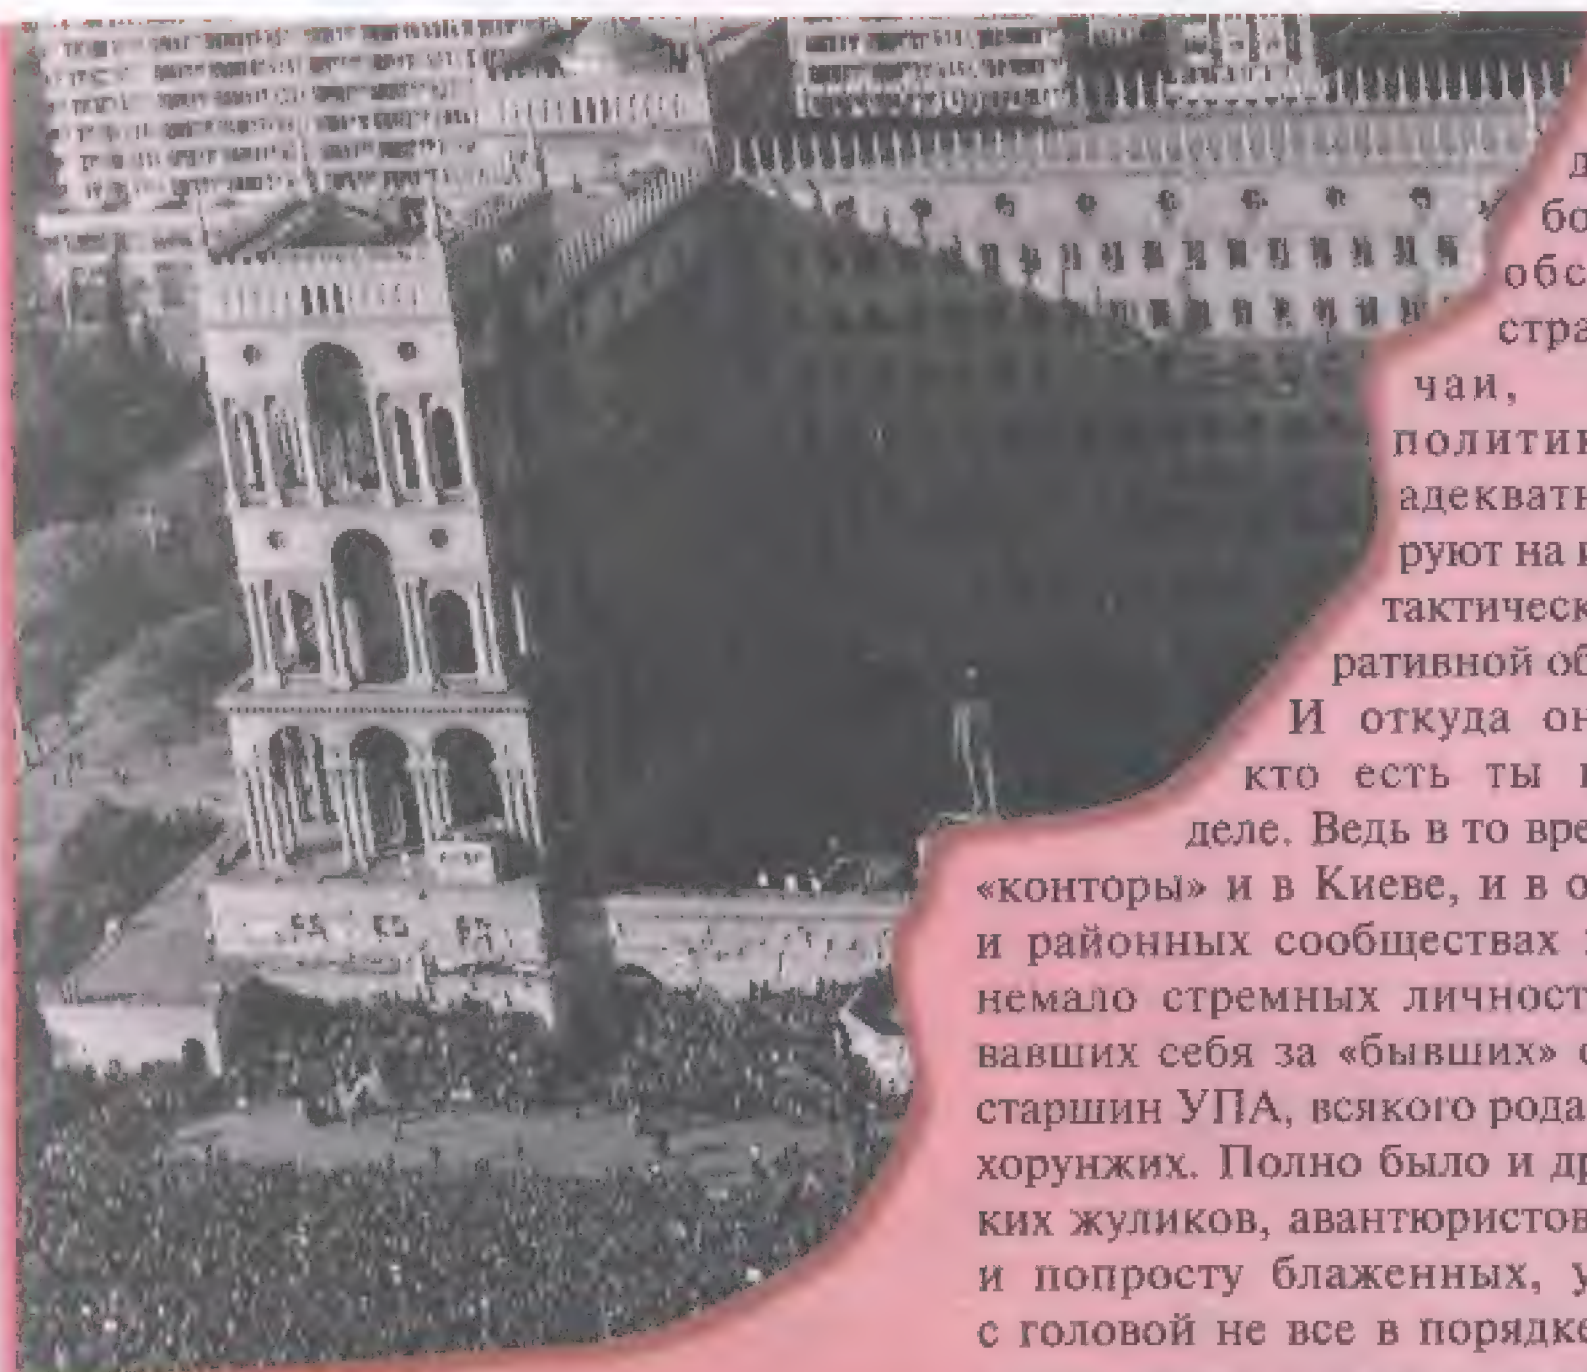 д
бо
обс
стра
чаи,
политик
адекватн
руют на и
тактическ
ративной об
И откуда он
кто есть ты
деле. Ведь в то вре
«конторы» и в Киеве, и в о
и районных сообществах
немало стремных личност
вавших себя за «бывших»
старшин УПА, всякого рода
хорунжих. Полно было и др
ких жуликов, авантюристов
и попросту блаженных, у
с головой не все в порядке